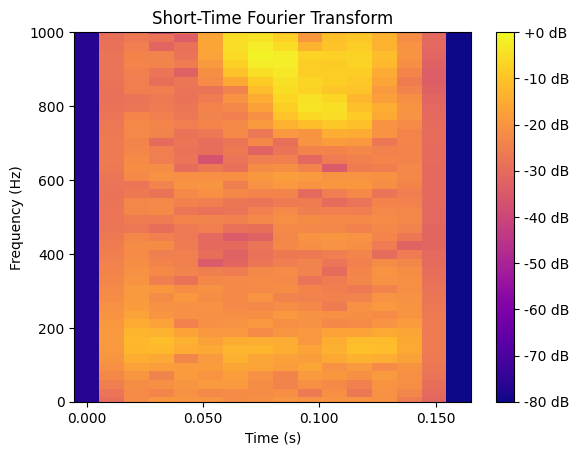 Short-Time Fourier Transform
1000
800
600
400
200
0
Frequency (Hz)
0.000
0.050
0.100
0.150
Time (s)
+0 dB
-10 dB
-20 dB
-30 dB
-40 dB
-50 dB
-60 dB
-70 dB
-80 dB